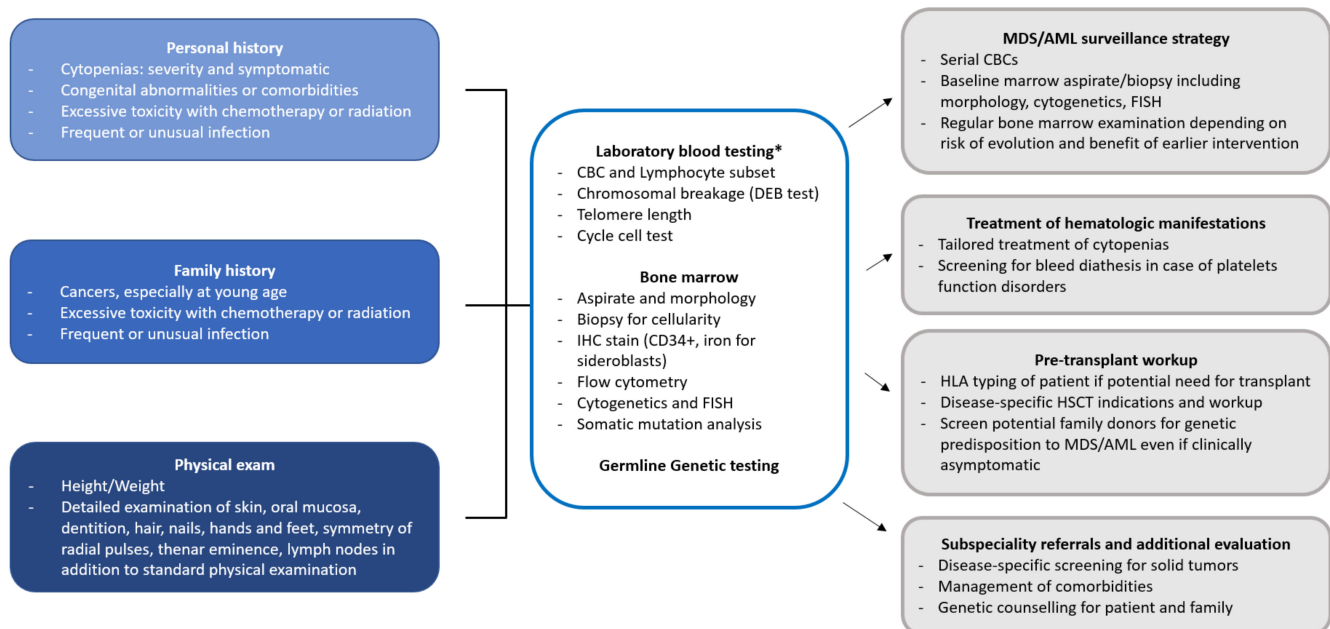 Personal history
- Cytopenias: severity and symptomatic
- Congenital abnormalities or comorbidities
- Excessive toxicity with chemotherapy or radiation
- Frequent or unusual infection
Family history
- Cancers, especially at young age
- Excessive toxicity with chemotherapy or radiation
- Frequent or unusual infection
Physical exam
- Height/Weight
- Detailed examination of skin, oral mucosa,
dentition, hair, nails, hands and feet, symmetry of
radial pulses, thenar eminence, lymph nodes in
addition to standard physical examination
Laboratory blood testing*
- CBC and Lymphocyte subset
- Chromosomal breakage (DEB test)
- Telomere length
- Cycle cell test
Bone marrow
- Aspirate and morphology
- Biopsy for cellularity
- IHC stain (CD34+, iron for
sideroblasts)
- Flow cytometry
- Cytogenetics and FISH
- Somatic mutation analysis
Germline Genetic testing
MDS/AML surveillance strategy
- Serial CBCs
- Baseline marrow aspirate/biopsy including
morphology, cytogenetics, FISH
- Regular bone marrow examination depending on
risk of evolution and benefit of earlier intervention
Treatment of hematologic manifestations
- Tailored treatment of cytopenias
- Screening for bleed diathesis in case of platelets
function disorders
Pre-transplant workup
- HLA typing of patient if potential need for transplant
- Disease-specific HSCT indications and workup
- Screen potential family donors for genetic
predisposition to MDS/AML even if clinically
asymptomatic
Subspeciality referrals and additional evaluation
- Disease-specific screening for solid tumors
- Management of comorbidities
- Genetic counselling for patient and family